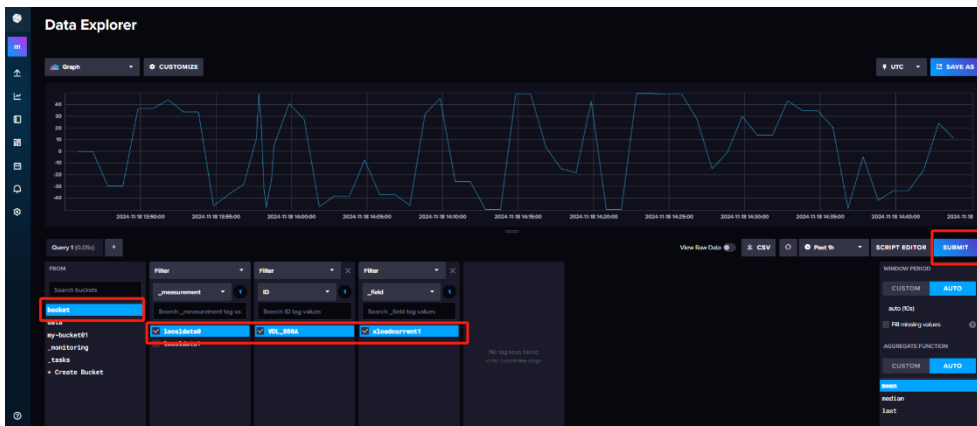 Data Explorer
m
Graph
CUSTOMIZE
UTC
SAVE AS
40
30
20
10
0
-10
-20
-30
-40
2024-11-18 13:50:00
2024-11-18 13:55:00
2024-11-18 14:00:00
2024-11-18 14:05:00
2024-11-18 14:10:00
2024-11-18 14:15:00
2024-11-18 14:20:00
2024-11-18 14:25:00
2024-11-18 14:30:00
2024-11-18 14:35:00
2024-11-18 14:40:00
2024-11-18
Query 1 (0.05s)
+
View Raw Data
CSV
Past 1h
SCRIPT EDITOR
SUBMIT
FROM
Search buckets
bucket
data
my-bucket01
_monitoring
_tasks
+ Create Bucket
Filter
_measurement
1
Search _measurement tag va
localdata0
Filter
ID
1
Search ID tag values
Filter
_field
1
Search _field tag values
xloadcurrent1
No tag keys found
in the current time range
WINDOW PERIOD
CUSTOM
AUTO
auto (10s)
Fill missing values
AGGREGATE FUNCTION
CUSTOM
AUTO
mean
median
last